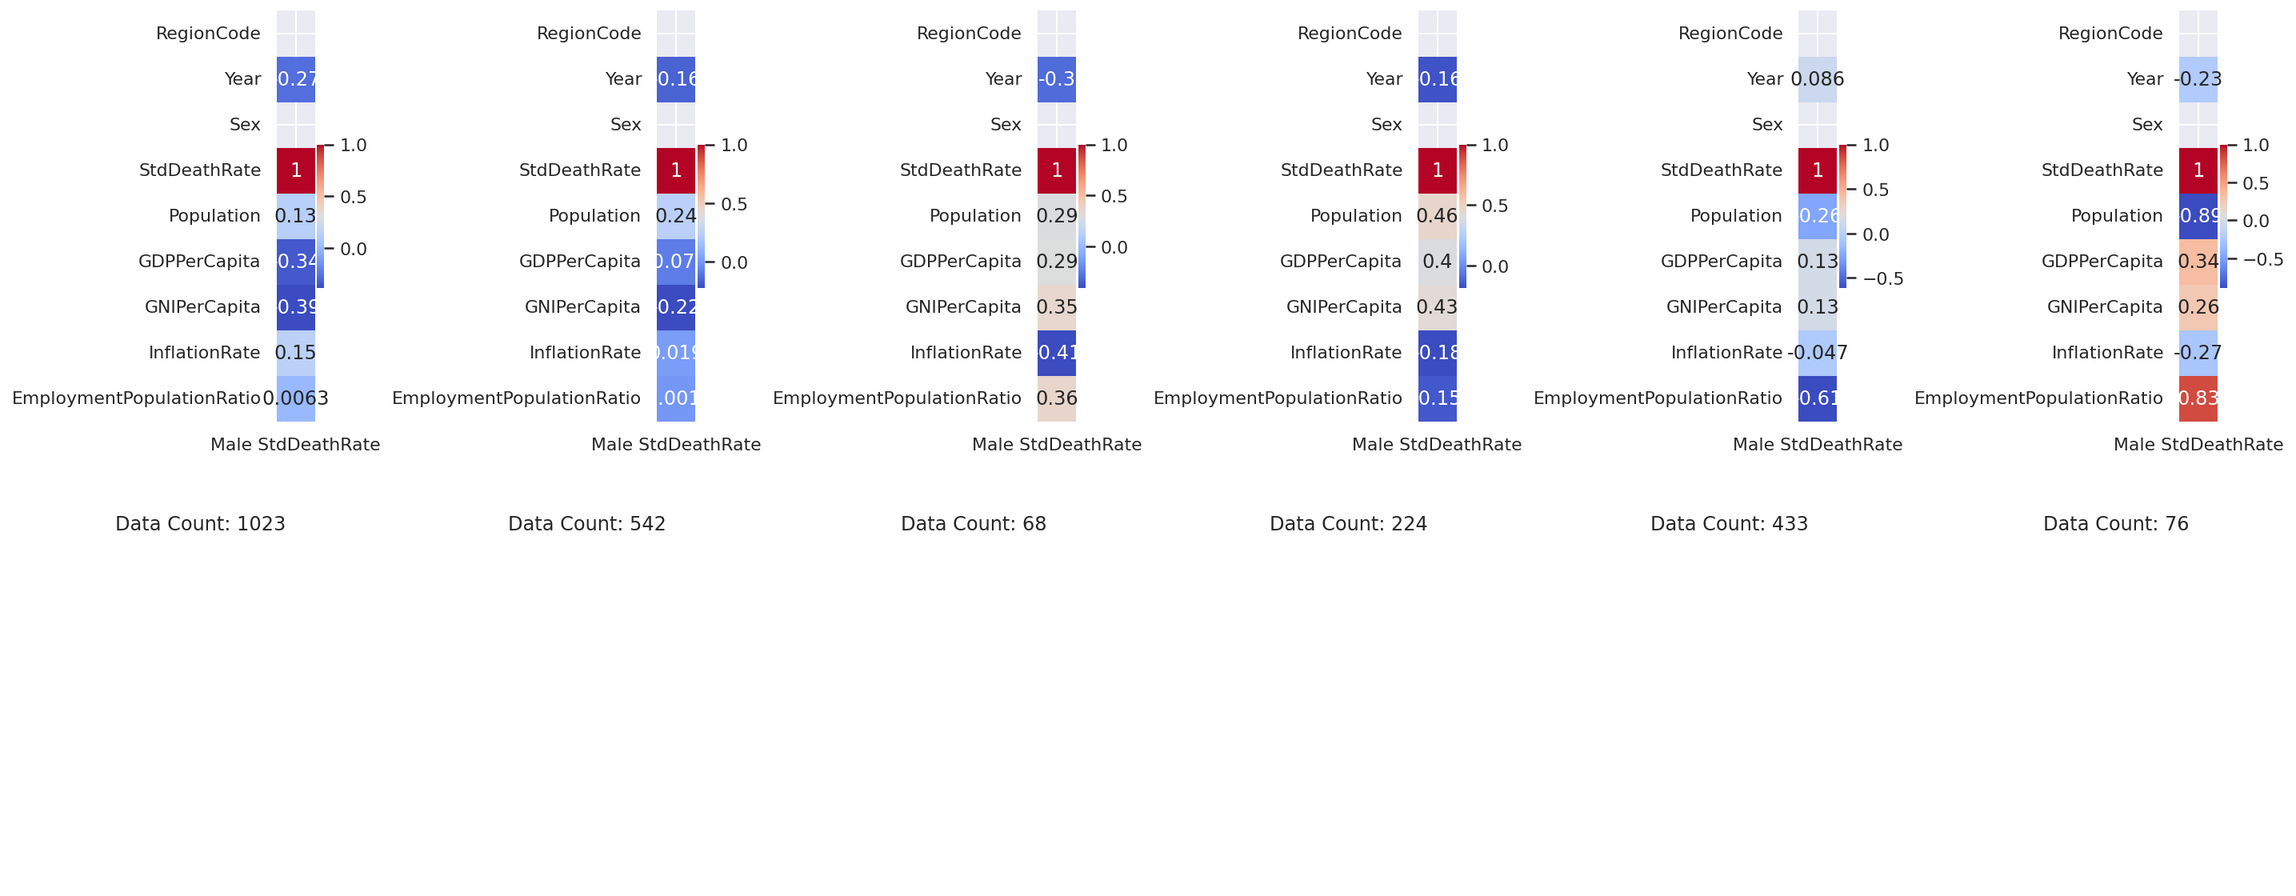 RegionCode
Year -0.27
Sex
StdDeathRate 1
Population 0.13
GDPPerCapita -0.34
GNIPerCapita -0.39
InflationRate 0.15
EmploymentPopulationRatio 0.0063
1.0
0.5
0.0
Male StdDeathRate
Data Count: 1023
RegionCode
Year -0.16
Sex
StdDeathRate 1
Population 0.24
GDPPerCapita
GNIPerCapita -0.22
InflationRate
EmploymentPopulationRatio
1.0
0.5
0.0
Male StdDeathRate
Data Count: 542
RegionCode
Year -0.3
Sex
StdDeathRate 1
Population 0.29
GDPPerCapita 0.29
GNIPerCapita 0.35
InflationRate -0.41
EmploymentPopulationRatio 0.36
1.0
0.5
0.0
Male StdDeathRate
Data Count: 68
RegionCode
Year -0.16
Sex
StdDeathRate 1
Population 0.46
GDPPerCapita 0.4
GNIPerCapita 0.43
InflationRate -0.18
EmploymentPopulationRatio -0.15
1.0
0.5
0.0
Male StdDeathRate
Data Count: 224
RegionCode
Year 0.086
Sex
StdDeathRate 1
Population -0.26
GDPPerCapita 0.13
GNIPerCapita 0.13
InflationRate -0.047
EmploymentPopulationRatio -0.61
1.0
0.5
0.0
−0.5
Male StdDeathRate
Data Count: 433
RegionCode
Year -0.23
Sex
StdDeathRate 1
Population -0.89
GDPPerCapita 0.34
GNIPerCapita 0.26
InflationRate -0.27
EmploymentPopulationRatio 0.83
1.0
0.5
0.0
−0.5
Male StdDeathRate
Data Count: 76